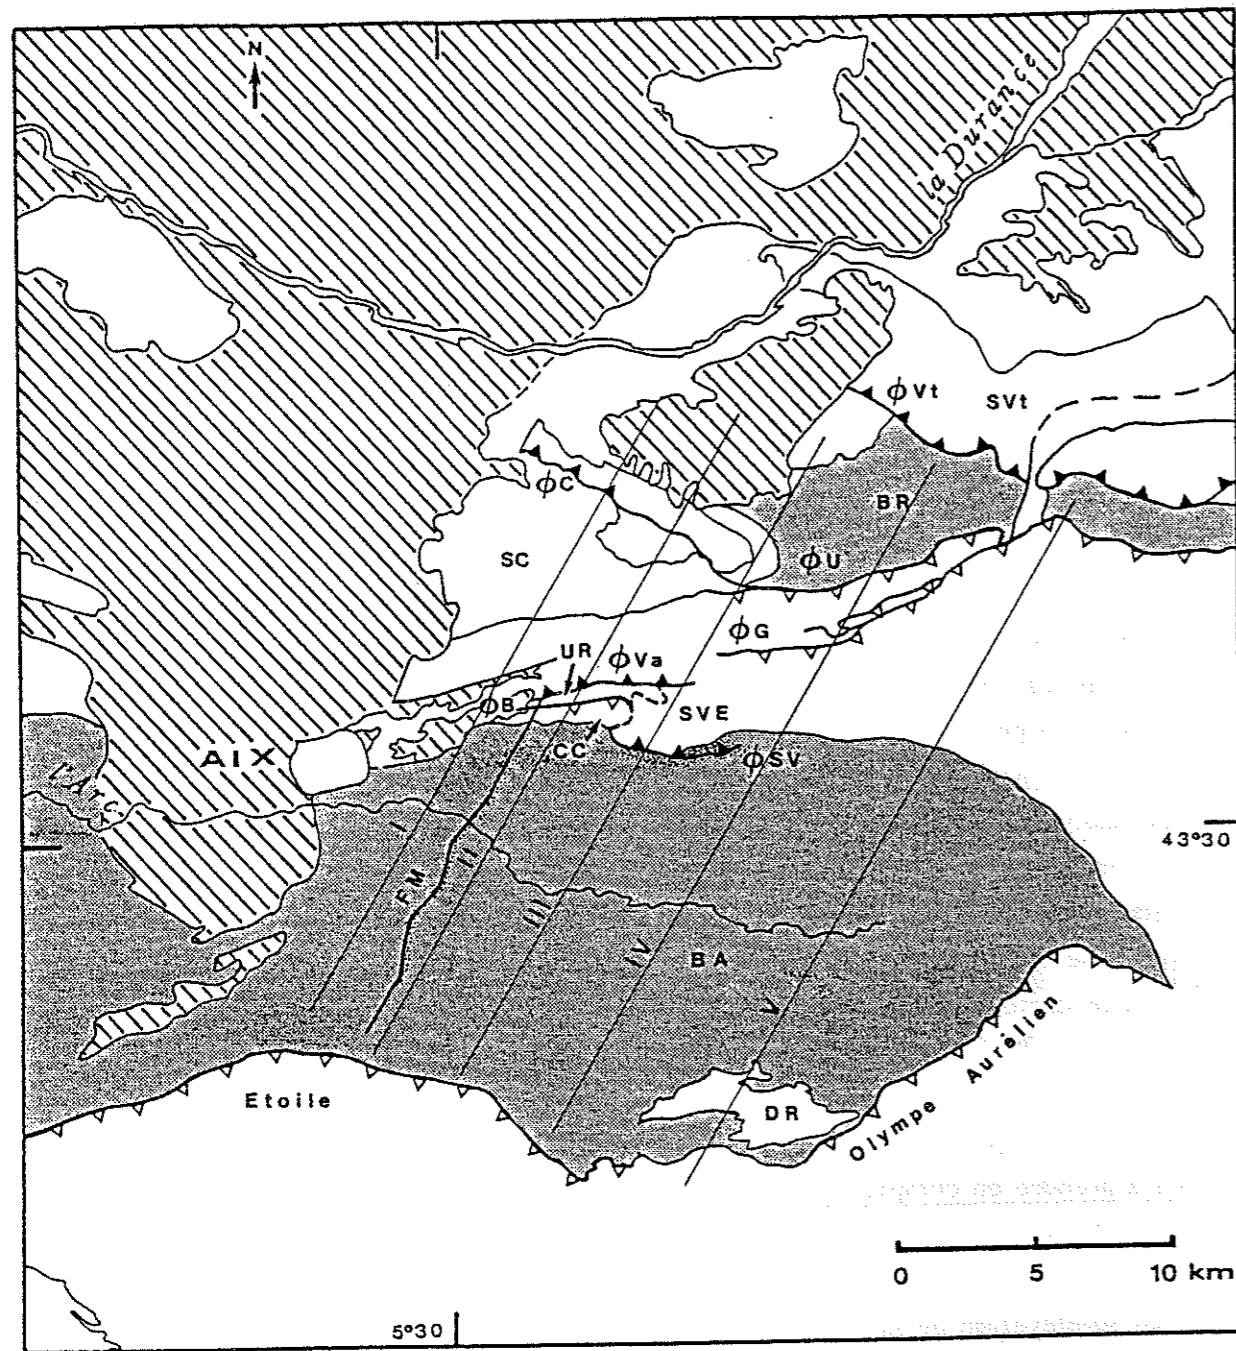 N
la Durance
ϕVt
SVt
ϕC
BR
SC
ϕU
ϕG
UR
ϕVa
ϕB
SVE
CC
ϕSV
AIX
l'Arc
43°30
I
FM
II
III
IV
BA
V
Aurélien
Etoile
DR
Olympe
0 5 10 km
5°30